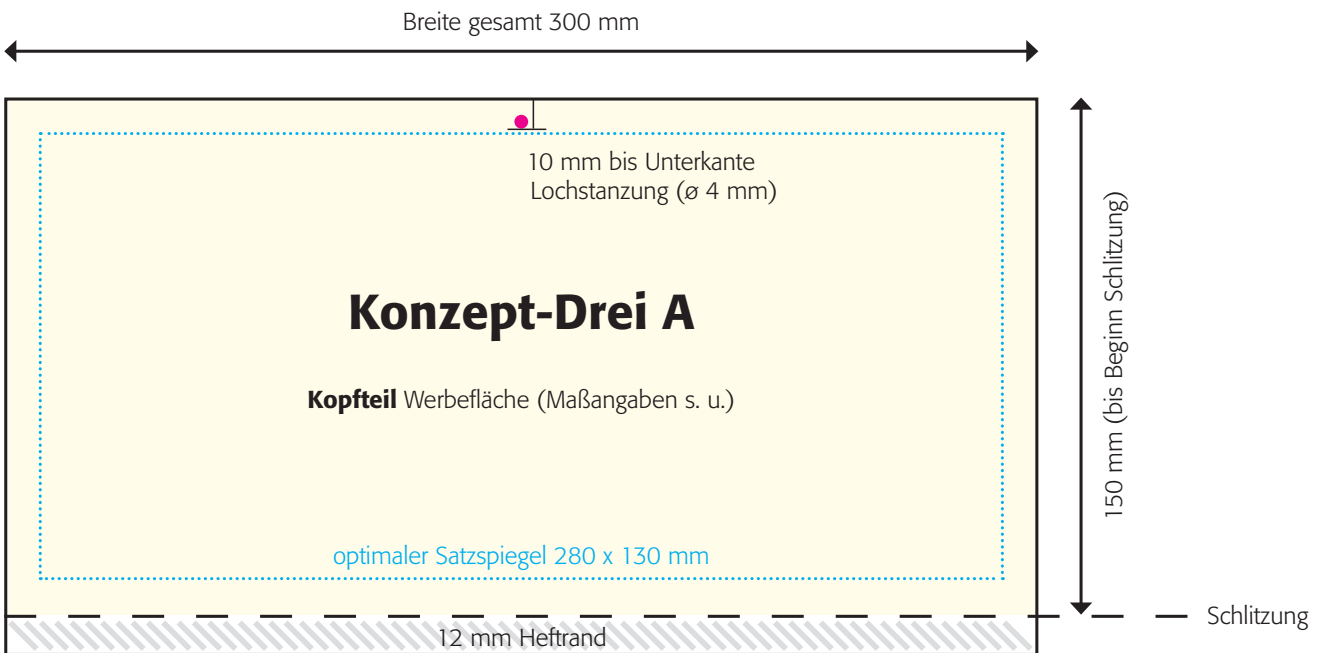 Breite gesamt 300 mm
10 mm bis Unterkante
Lochstanzung (ø 4 mm)
Konzept-Drei A
Kopfteil Werbefläche (Maßangaben s. u.)
150 mm (bis Beginn Schlitzung)
optimaler Satzspiegel 280 x 130 mm
Schlitzung
12 mm Heftrand